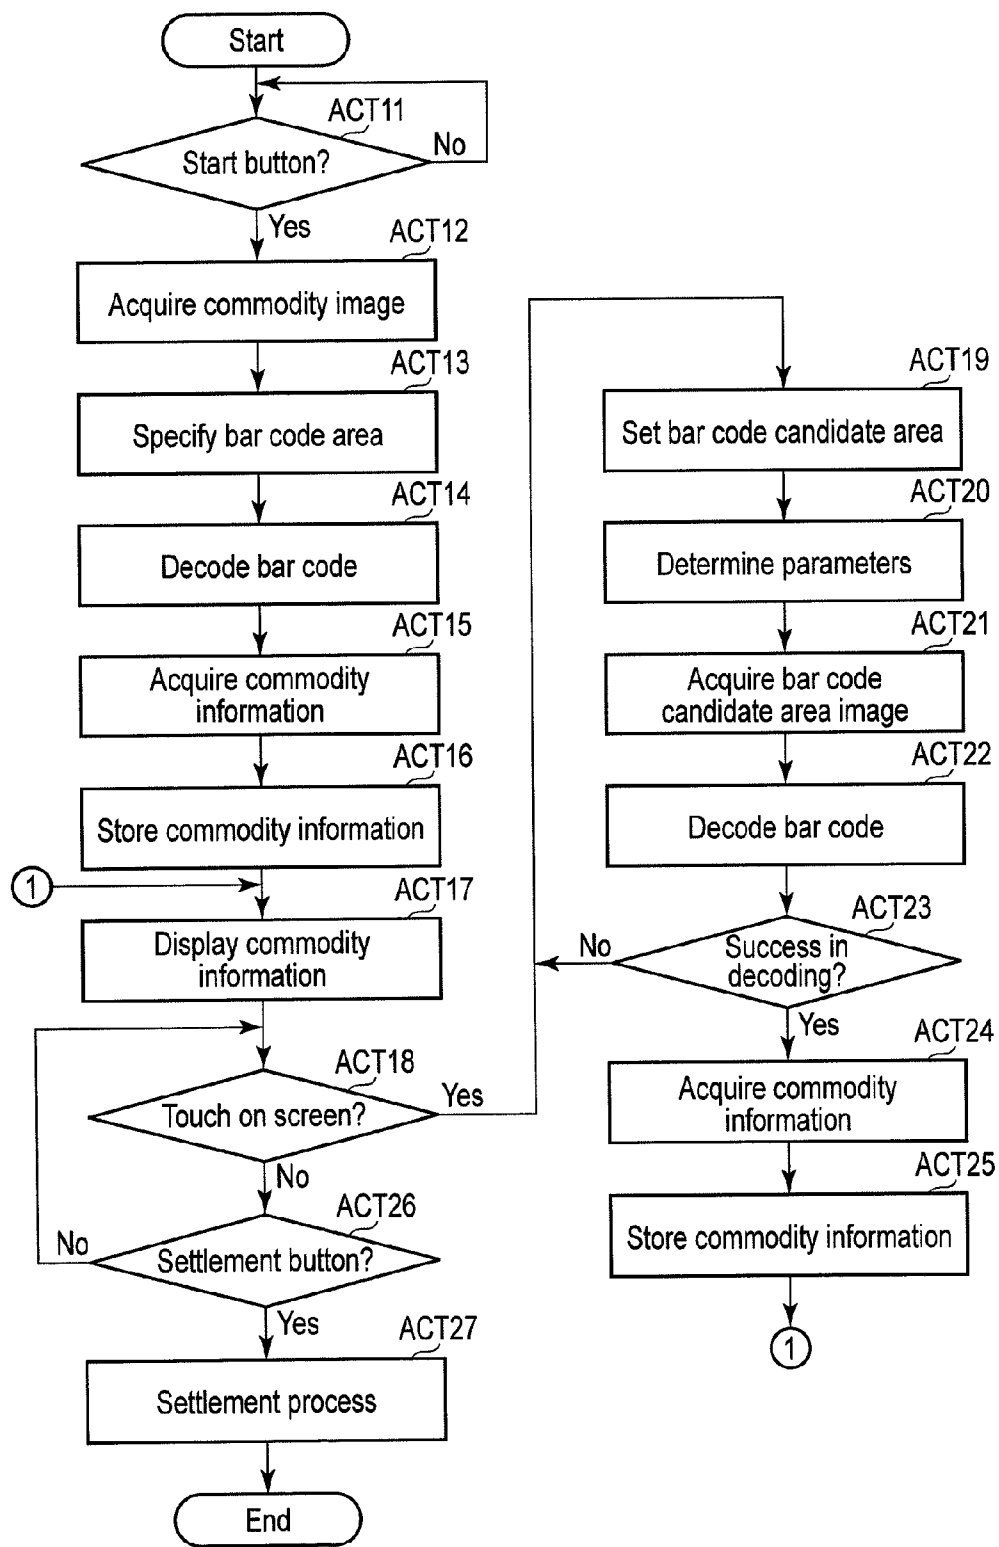 Start
ACT11
Start button?
No
Yes
ACT12
Acquire commodity image
ACT13
Specify bar code area
ACT14
Decode bar code
ACT15
Acquire commodity
information
ACT16
Store commodity information
1
ACT17
Display commodity
information
ACT18
Touch on screen?
Yes
No
ACT26
Settlement button?
No
Yes
ACT27
Settlement process
End
ACT19
Set bar code candidate area
ACT20
Determine parameters
ACT21
Acquire bar code
candidate area image
ACT22
Decode bar code
ACT23
Success in
decoding?
No
Yes
ACT24
Acquire commodity
information
ACT25
Store commodity information
1